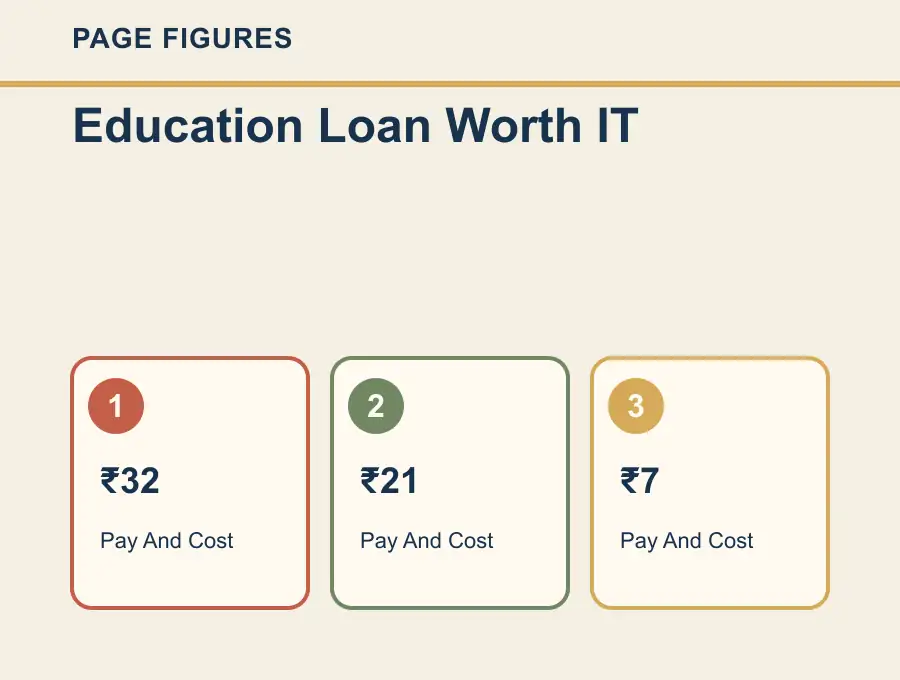 PAGE FIGURES
Education Loan Worth IT
1
₹32
Pay And Cost
2
₹21
Pay And Cost
3
₹7
Pay And Cost